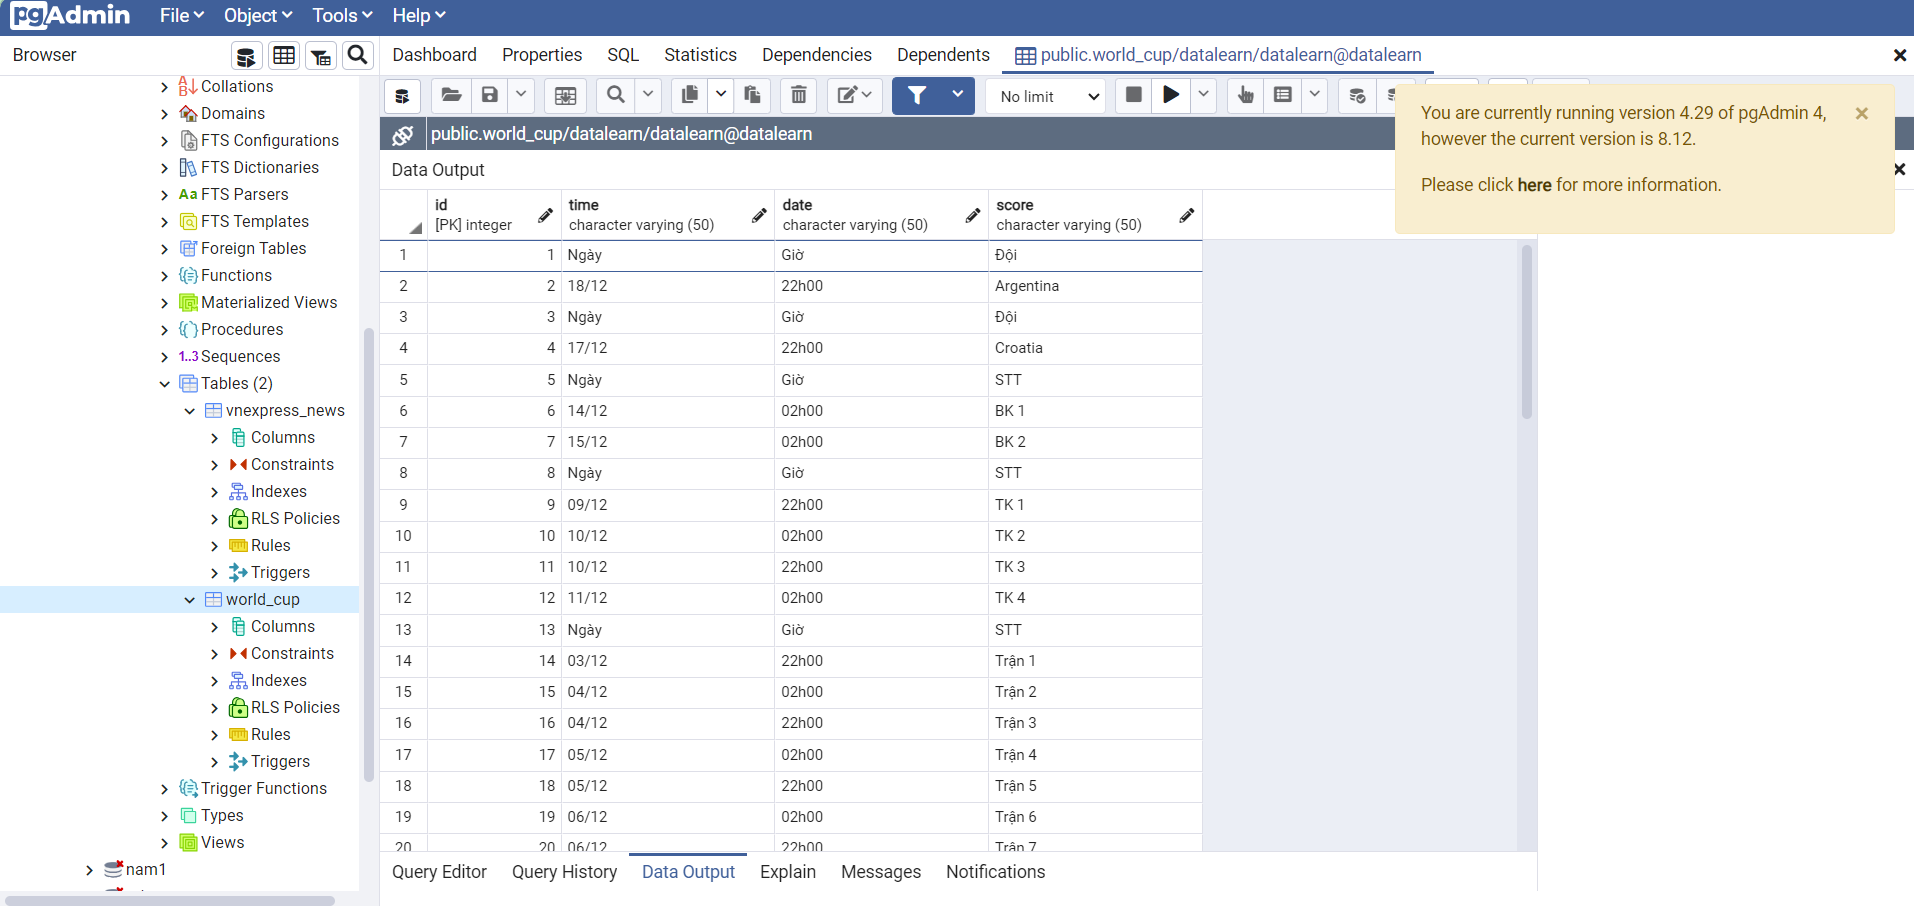 pgAdmin File Object Tools Help
Browser
Dashboard Properties SQL Statistics Dependencies Dependents public.world_cup/datalearn/datalearn@datalearn
Collations
Domains
FTS Configurations
FTS Dictionaries
Aa FTS Parsers
FTS Templates
Foreign Tables
Functions
Materialized Views
Procedures
1..3 Sequences
Tables (2)
vnexpress_news
Columns
Constraints
Indexes
RLS Policies
Rules
Triggers
world_cup
Columns
Constraints
Indexes
RLS Policies
Rules
Triggers
Trigger Functions
Types
Views
nam1
No limit
public.world_cup/datalearn/datalearn@datalearn
You are currently running version 4.29 of pgAdmin 4,
however the current version is 8.12.
Please click here for more information.
Data Output
id time date score
[PK] integer character varying (50) character varying (50) character varying (50)
1 1 Ngày Giờ Đội
2 2 18/12 22h00 Argentina
3 3 Ngày Giờ Đội
4 4 17/12 22h00 Croatia
5 5 Ngày Giờ STT
6 6 14/12 02h00 BK 1
7 7 15/12 02h00 BK 2
8 8 Ngày Giờ STT
9 9 09/12 22h00 TK 1
10 10 10/12 02h00 TK 2
11 11 10/12 22h00 TK 3
12 12 11/12 02h00 TK 4
13 13 Ngày Giờ STT
14 14 03/12 22h00 Trận 1
15 15 04/12 02h00 Trận 2
16 16 04/12 22h00 Trận 3
17 17 05/12 02h00 Trận 4
18 18 05/12 22h00 Trận 5
19 19 06/12 02h00 Trận 6
20 20 06/12 22h00 Trận 7
Query Editor Query History Data Output Explain Messages Notifications